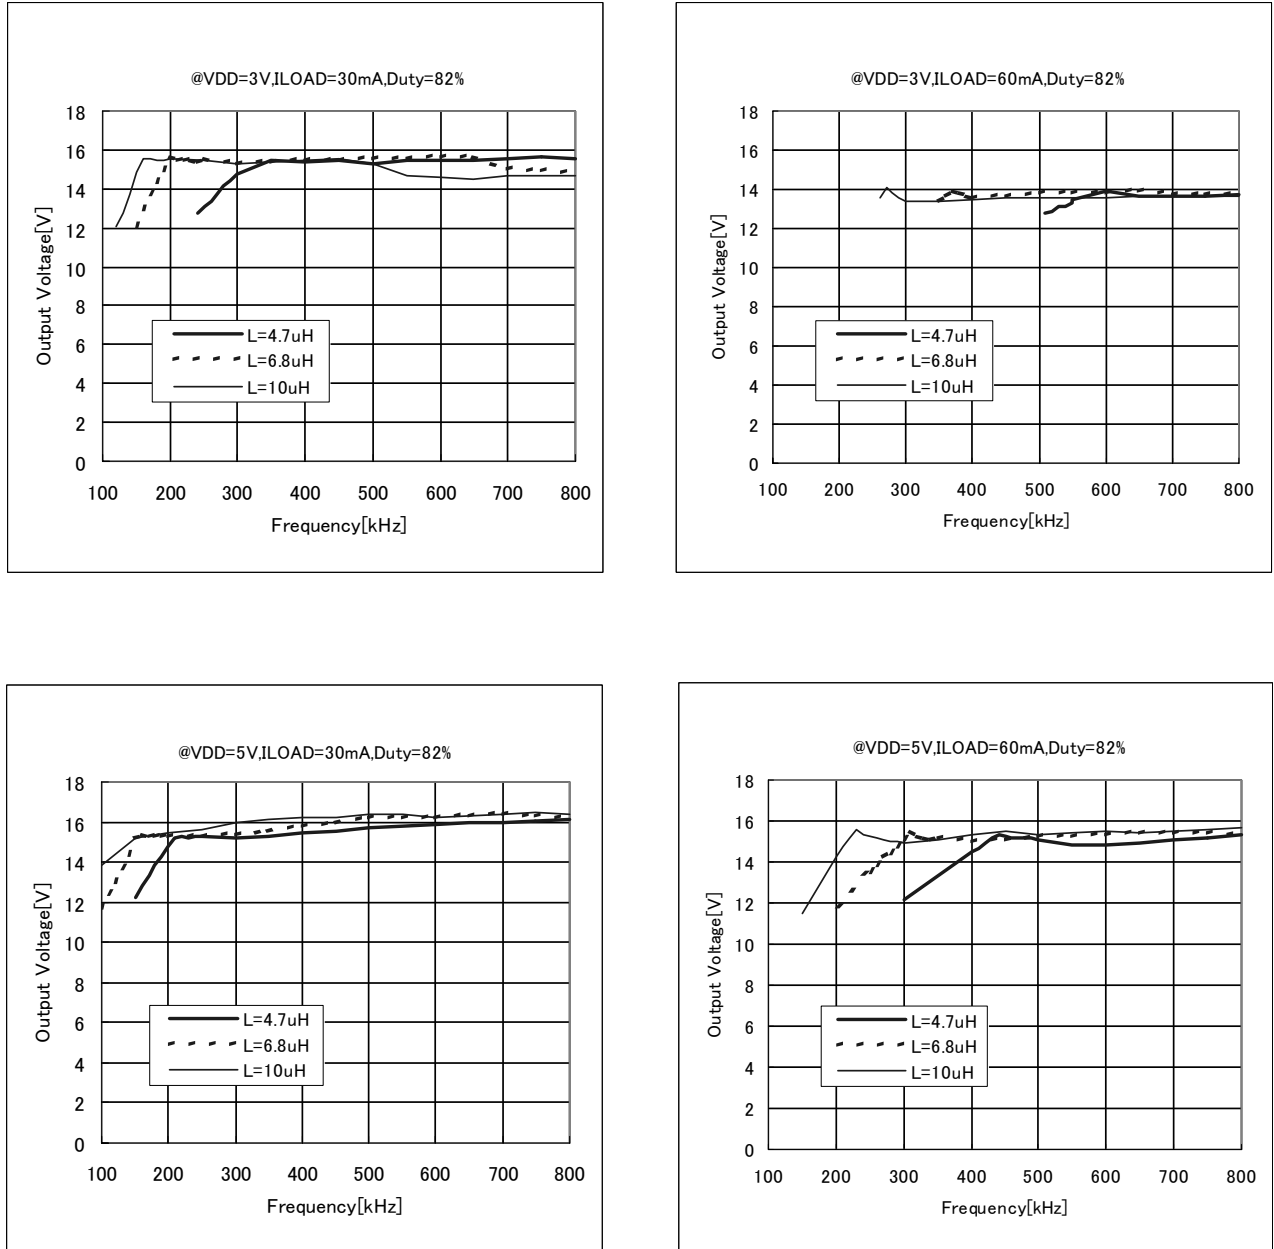 @VDD=3V,ILOAD=30mA,Duty=82%
Output Voltage[V]
18
16
14
12
10
8
6
4
2
0
L=4.7uH
L=6.8uH
L=10uH
100 200 300 400 500 600 700 800
Frequency[kHz]
@VDD=3V,ILOAD=60mA,Duty=82%
Output Voltage[V]
18
16
14
12
10
8
6
4
2
0
L=4.7uH
L=6.8uH
L=10uH
100 200 300 400 500 600 700 800
Frequency[kHz]
@VDD=5V,ILOAD=30mA,Duty=82%
Output Voltage[V]
18
16
14
12
10
8
6
4
2
0
L=4.7uH
L=6.8uH
L=10uH
100 200 300 400 500 600 700 800
Frequency[kHz]
@VDD=5V,ILOAD=60mA,Duty=82%
Output Voltage[V]
18
16
14
12
10
8
6
4
2
0
L=4.7uH
L=6.8uH
L=10uH
100 200 300 400 500 600 700 800
Frequency[kHz]